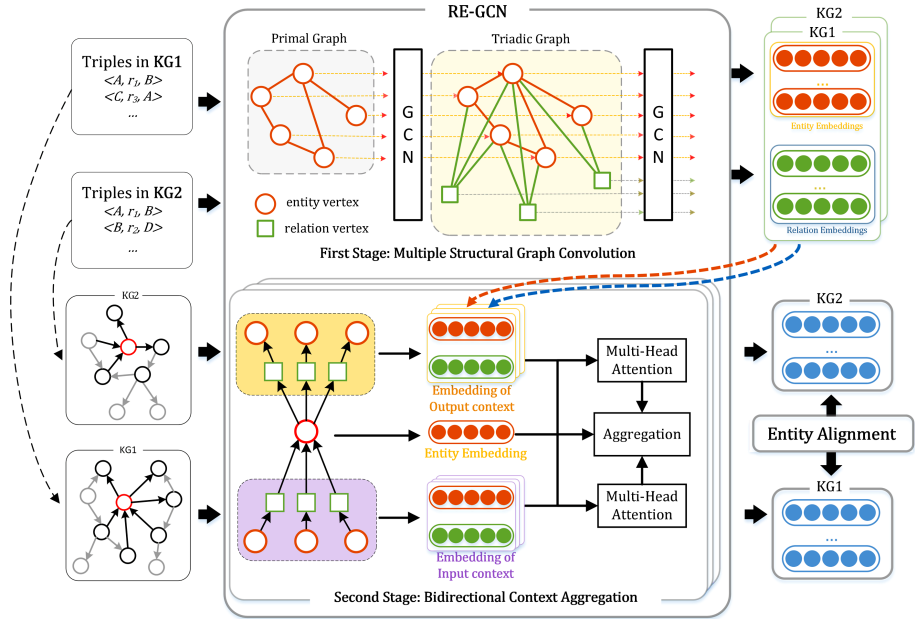 RE-GCN
KG2
KG1
Primal Graph
Triadic Graph
Triples in KG1
<A, r₁, B>
<C, r₃, A>
...
G
C
N
G
C
N
...
Entity Embeddings
...
Relation Embeddings
Triples in KG2
<A, r₁, B>
<B, r₂, D>
...
entity vertex
relation vertex
First Stage: Multiple Structural Graph Convolution
KG2
KG1
Embedding of
Output context
Entity Embedding
Embedding of
Input context
Multi-Head
Attention
Aggregation
Multi-Head
Attention
Second Stage: Bidirectional Context Aggregation
KG2
...
Entity Alignment
KG1
...